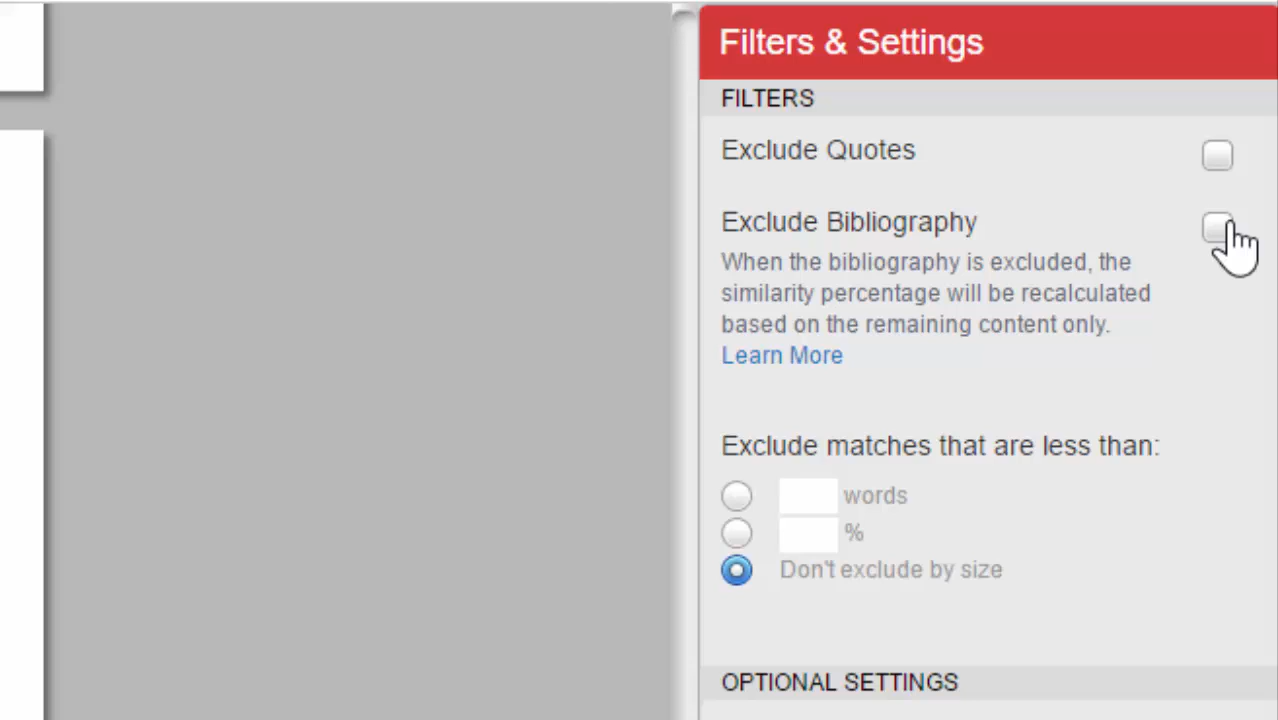 Filters & Settings
FILTERS
Exclude Quotes
Exclude Bibliography
When the bibliography is excluded, the
similarity percentage will be recalculated
based on the remaining content only.
Learn More
Exclude matches that are less than:
words
%
Don't exclude by size
OPTIONAL SETTINGS